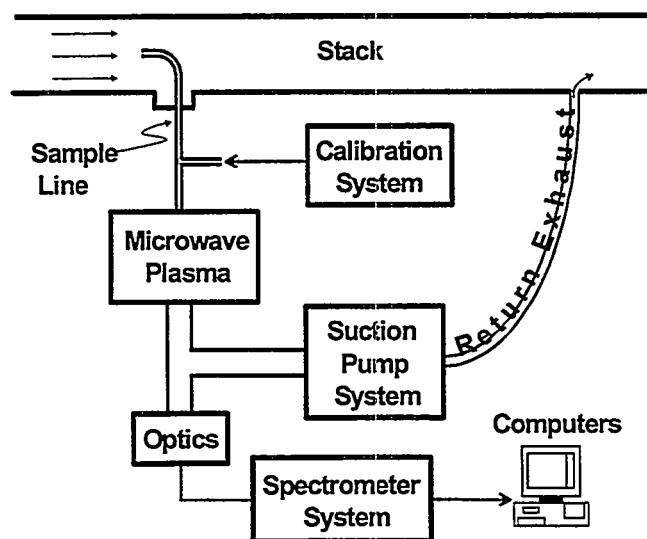 Stack
Sample
Line
Calibration
System
Microwave
Plasma
Suction
Pump
System
Return Exhaust
Optics
Computers
Spectrometer
System